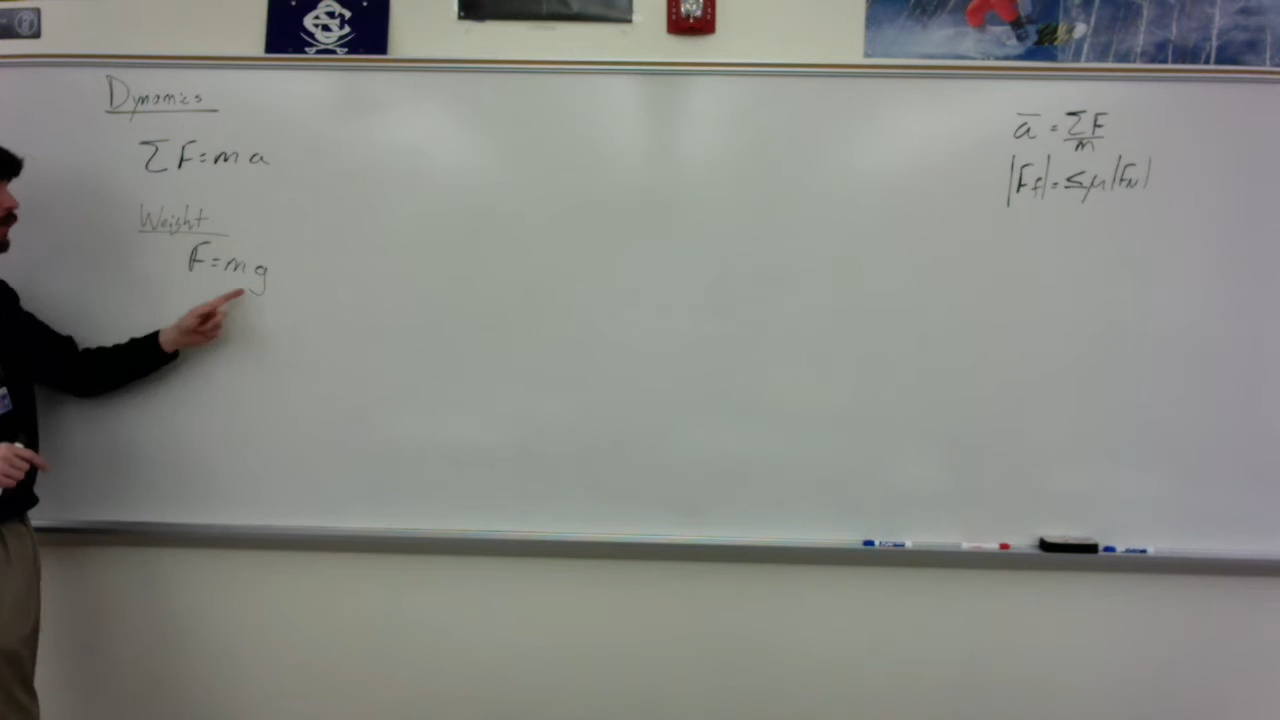 Dynamics
ΣF=ma
Weight
F=mg
a̅ = ΣF/m
|Ff|=≤μ|FN|